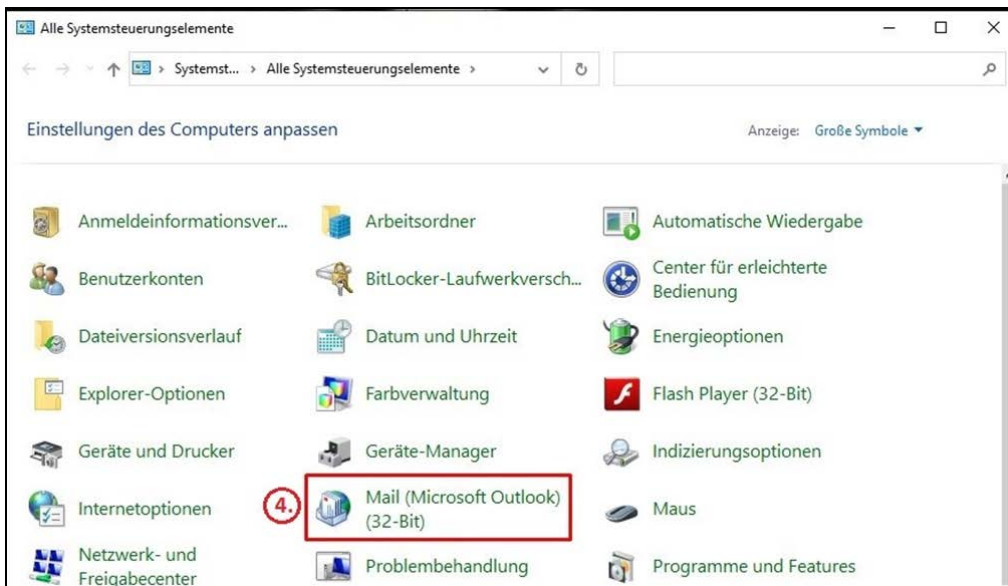 Alle Systemsteuerungselemente
Systemst... > Alle Systemsteuerungselemente >
Einstellungen des Computers anpassen
Anzeige: Große Symbole
Anmeldeinformationsver...
Arbeitsordner
Automatische Wiedergabe
Benutzerkonten
BitLocker-Laufwerkversch...
Center für erleichterte
Bedienung
Dateiversionsverlauf
Datum und Uhrzeit
Energieoptionen
Explorer-Optionen
Farbverwaltung
Flash Player (32-Bit)
Geräte und Drucker
Geräte-Manager
Indizierungsoptionen
Internetoptionen
4.
Mail (Microsoft Outlook)
(32-Bit)
Maus
Netzwerk- und
Freigabecenter
Problembehandlung
Programme und Features